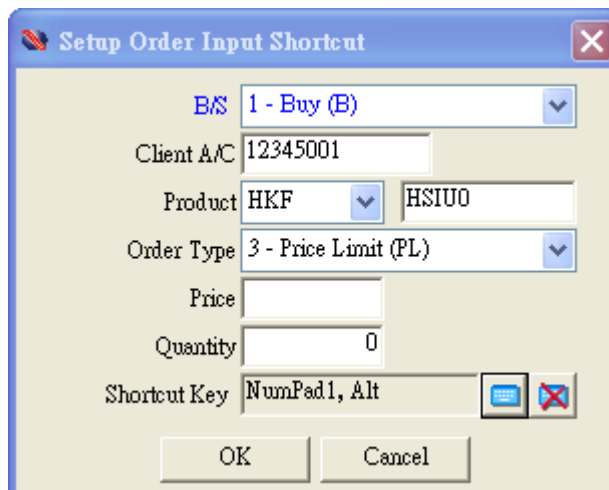 Setup Order Input Shortcut
B/S 1 - Buy (B)
Client A/C 12345001
Product HKF HSIU0
Order Type 3 - Price Limit (PL)
Price
Quantity 0
Shortcut Key NumPad1, Alt
OK Cancel